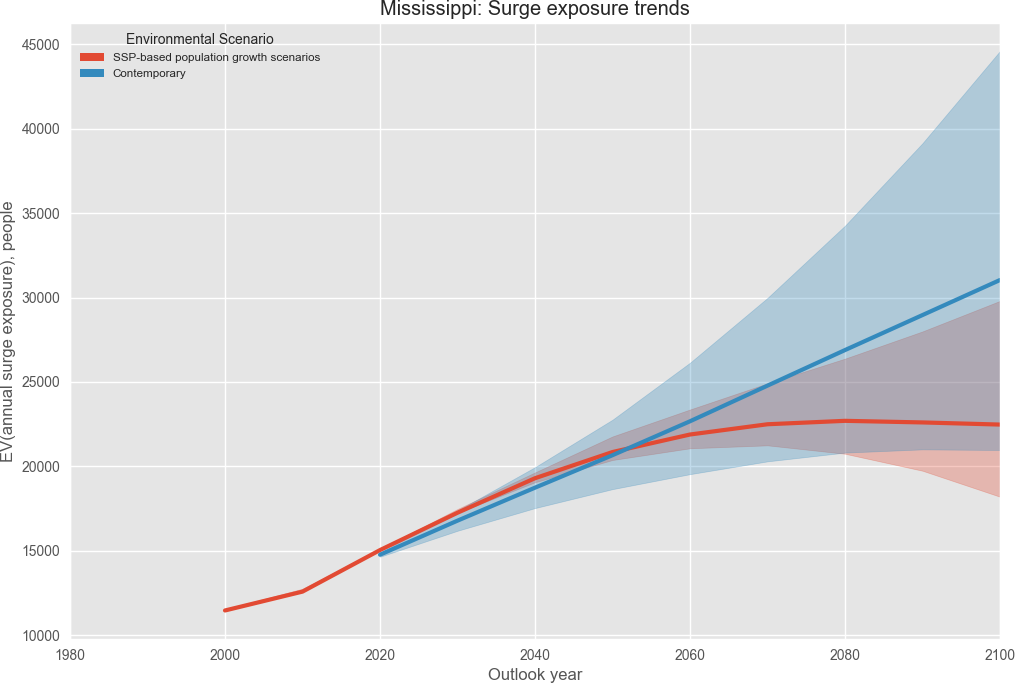 Mississippi: Surge exposure trends
Environmental Scenario
SSP-based population growth scenarios
Contemporary
EV(annual surge exposure), people
45000
40000
35000
30000
25000
20000
15000
10000
1980
2000
2020
2040
2060
2080
2100
Outlook year